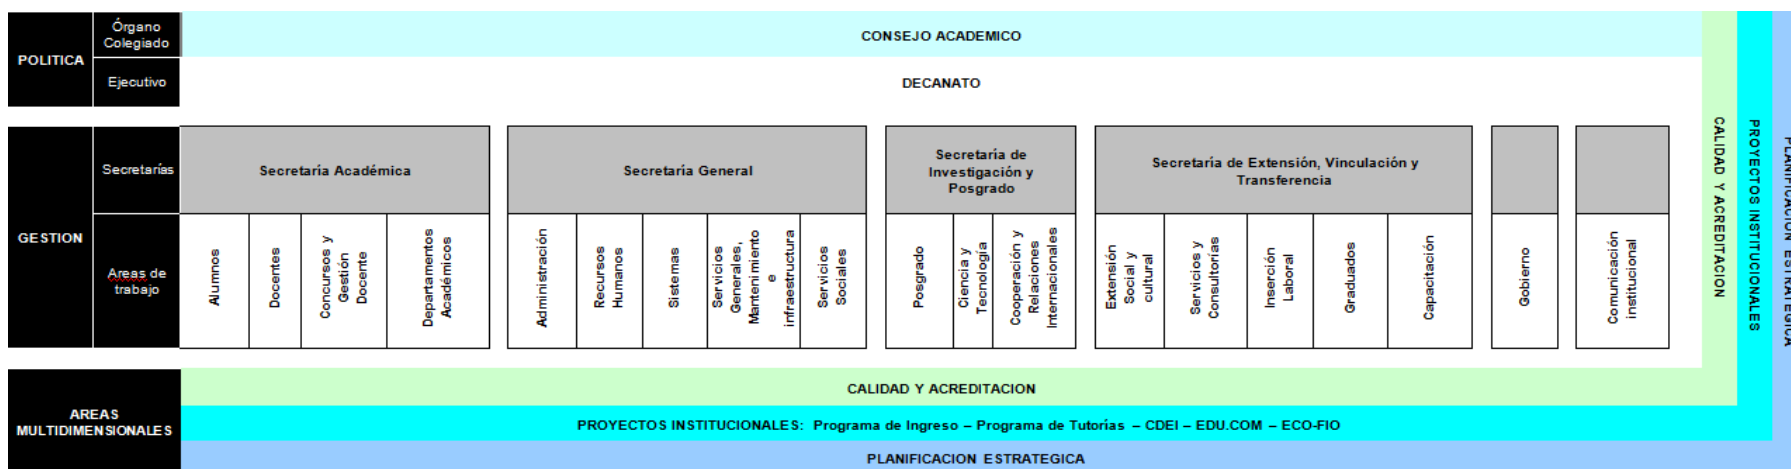 POLITICA
Órgano
Colegiado
CONSEJO ACADEMICO
Ejecutivo
DECANATO
GESTION
Secretarías
Secretaría Académica
Secretaría General
Secretaría de
Investigación y
Posgrado
Secretaría de Extensión, Vinculación y
Transferencia
Areas de
trabajo
Alumnos
Docentes
Concursos y
Gestión
Docente
Departamentos
Académicos
Administración
Recursos
Humanos
Sistemas
Servicios
Generales,
Mantenimiento
e
infraestructura
Servicios
Sociales
Posgrado
Ciencia y
Tecnología
Cooperación y
Relaciones
Internacionales
Extensión
Social y
cultural
Servicios y
Consultorías
Inserción
Laboral
Graduados
Capacitación
Gobierno
Comunicación
institucional
CALIDAD Y ACREDITACION
PROYECTOS INSTITUCIONALES
PLANIFICACION ESTRATEGICA
AREAS
MULTIDIMENSIONALES
CALIDAD Y ACREDITACION
PROYECTOS INSTITUCIONALES: Programa de Ingreso – Programa de Tutorías – CDEI – EDU.COM – ECO-FIO
PLANIFICACION ESTRATEGICA